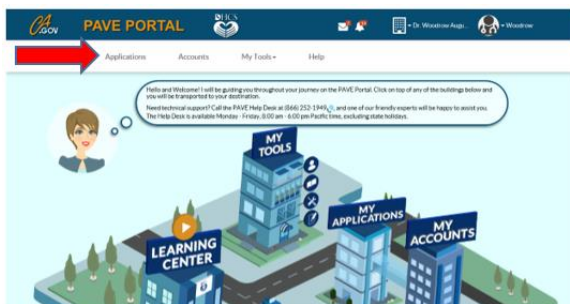 CA.GOV PAVE PORTAL DHCS Dr. Woodrow Augu... Woodrow
Applications Accounts My Tools Help
Hello and Welcome! I will be guiding you throughout your journey on the PAVE Portal. Click on top of any of the buildings below and
you will be transported to your destination.
Need technical support? Call the PAVE Help Desk at (866) 252-1949, and one of our friendly experts will be happy to assist you.
The Help Desk is available Monday - Friday, 8:00 am - 6:00 pm Pacific time, excluding state holidays.
MY
TOOLS
MY
APPLICATIONS
MY
ACCOUNTS
LEARNING
CENTER